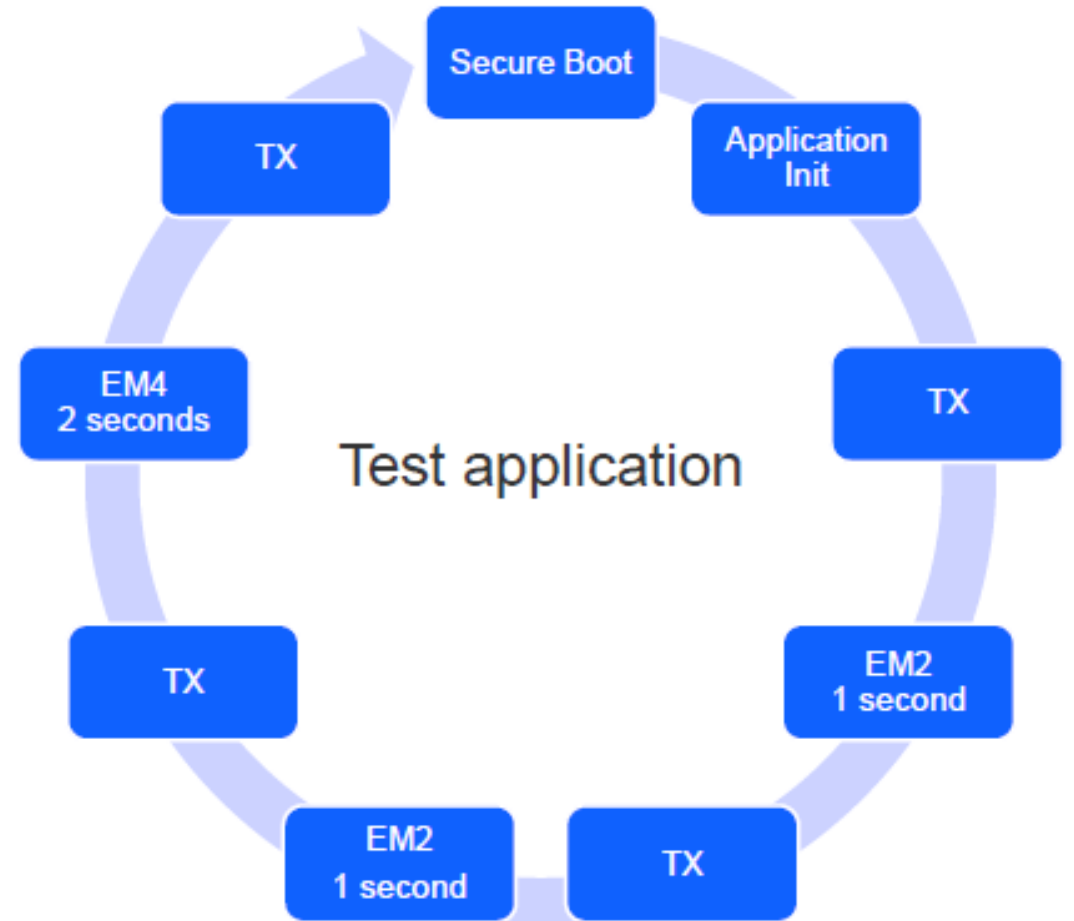 Secure Boot
Application
Init
TX
EM2
1 second
TX
EM2
1 second
TX
EM4
2 seconds
TX
Test application